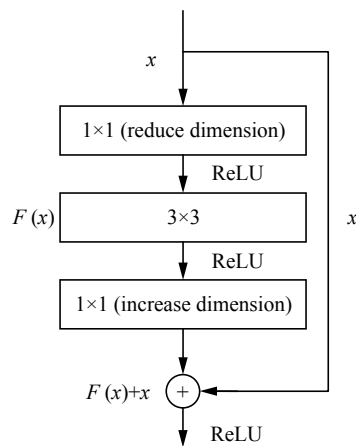 x
1×1 (reduce dimension)
ReLU
F (x)
3×3
x
ReLU
1×1 (increase dimension)
F (x)+x
+
ReLU